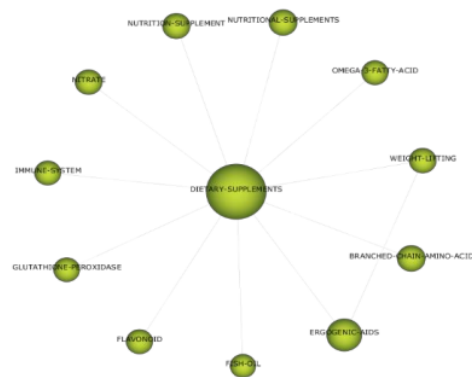 NUTRITION-SUPPLEMENT
NUTRITIONAL-SUPPLEMENTS
OMEGA-3-FATTY-ACID
NITRATE
WEIGHT-LIFTING
IMMUNE-SYSTEM
DIETARY-SUPPLEMENTS
BRANCHED-CHAIN-AMINO-ACID
GLUTATHIONE-PEROXIDASE
ERGOGENIC-AIDS
FLAVONOID
FISH-OIL